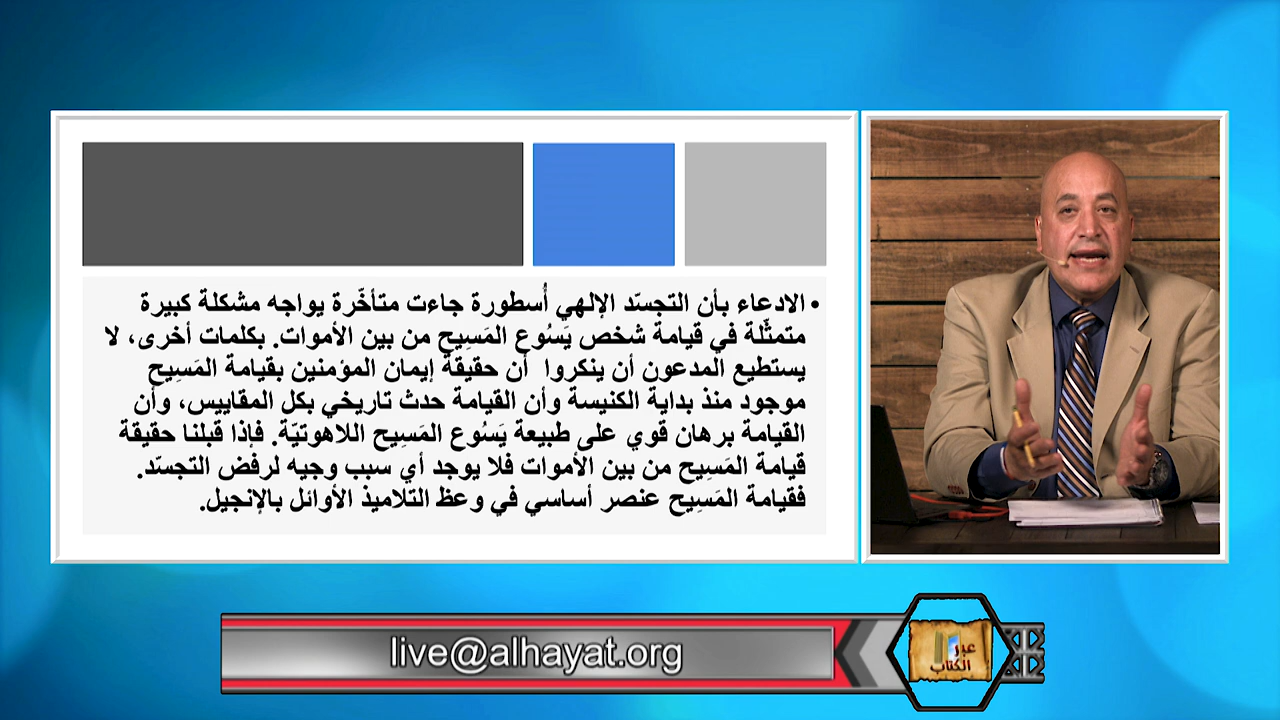 • الادعاء بأن التجسّد الإلهي أُسطورة جاءت متأخّرة يواجه مشكلة كبيرة
متمثّلة في قيامة شخص يَسُوع المَسِيح من بين الأموات. بكلمات أخرى، لا
يستطيع المدعون أن ينكروا أن حقيقة إيمان المؤمنين بقيامة المَسِيح
موجود منذ بداية الكنيسة وأن القيامة حدث تاريخي بكل المقاييس، وأن
القيامة برهان قوي على طبيعة يَسُوع المَسِيح اللاهوتيّة. فإذا قبلنا حقيقة
قيامة المَسِيح من بين الأموات فلا يوجد أي سبب وجيه لرفض التجسّد.
فقيامة المَسِيح عنصر أساسي في وعظ التلاميذ الأوائل بالإنجيل.
live@alhayat.org
عبر
الكتاب